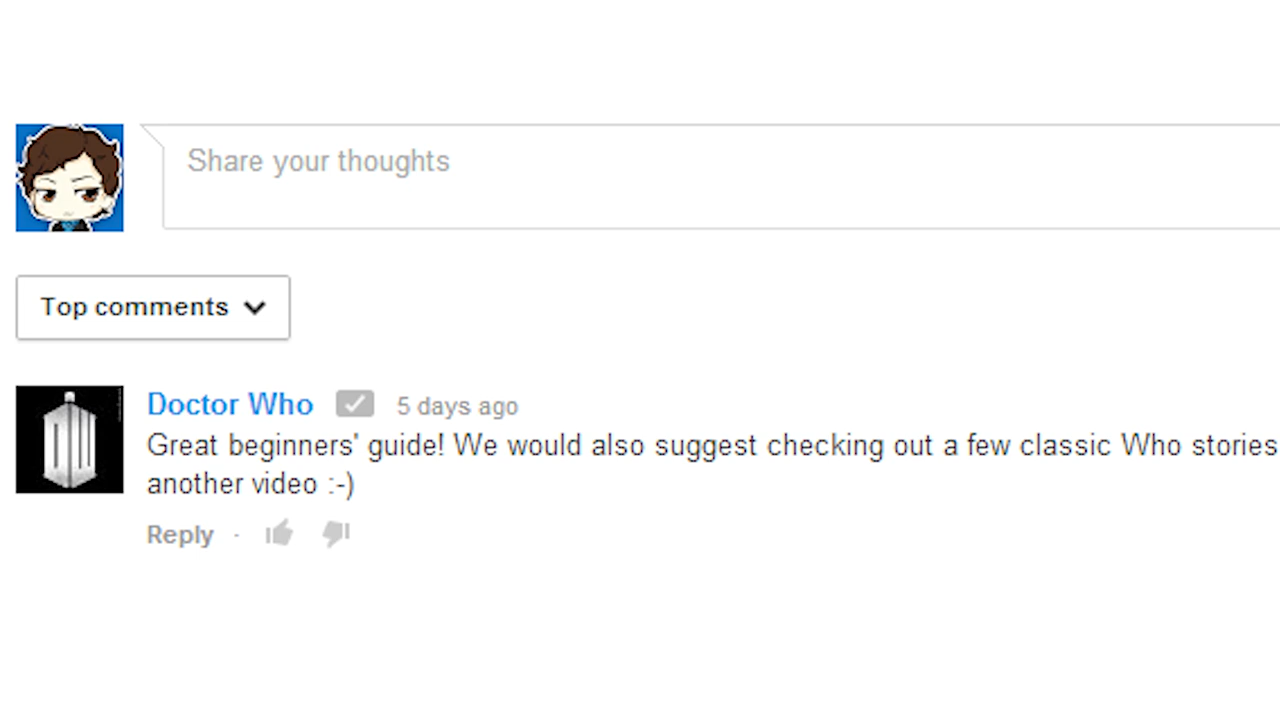 Share your thoughts
Top comments
Doctor Who 5 days ago
Great beginners' guide! We would also suggest checking out a few classic Who stories
another video :-)
Reply ·